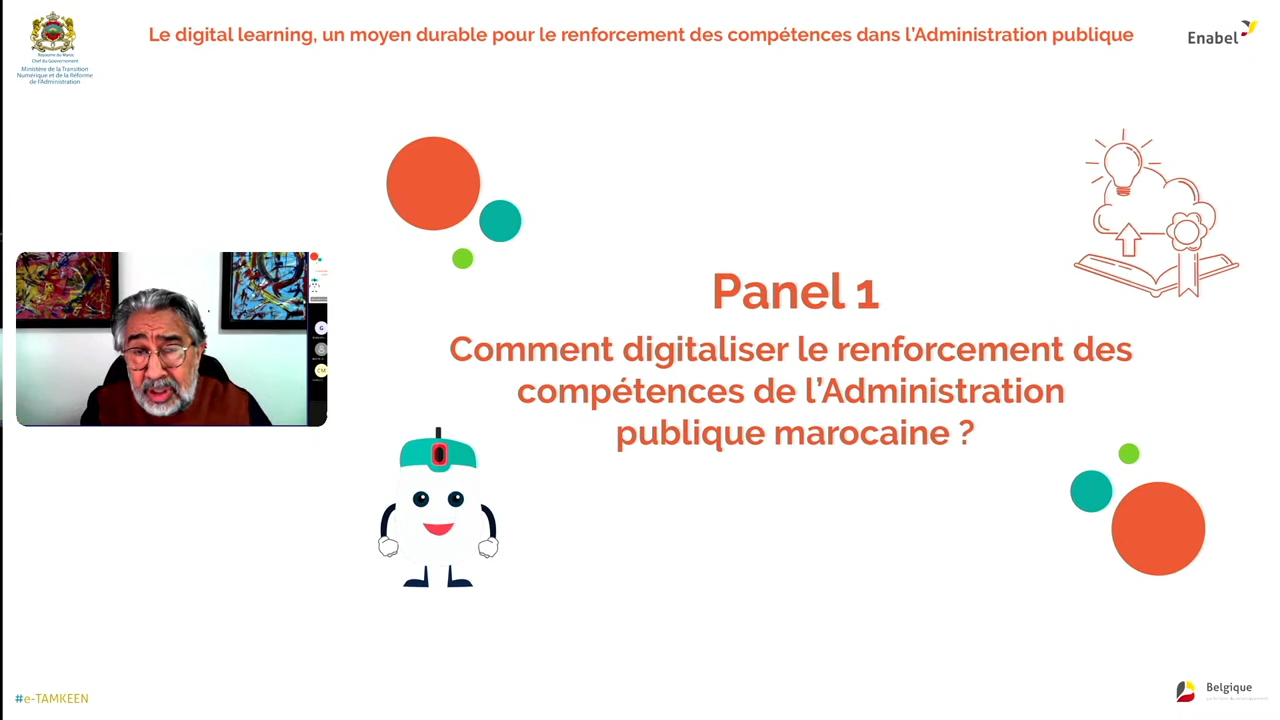 Le digital learning, un moyen durable pour le renforcement des compétences dans l'Administration publique
Royaume du Maroc
Chef du Gouvernement
Ministère de la Transition
Numérique et de la Réforme
de l'Administration
Enabel
Panel 1
Comment digitaliser le renforcement des
compétences de l'Administration
publique marocaine ?
G
CM
#e-TAMKEEN
Belgique